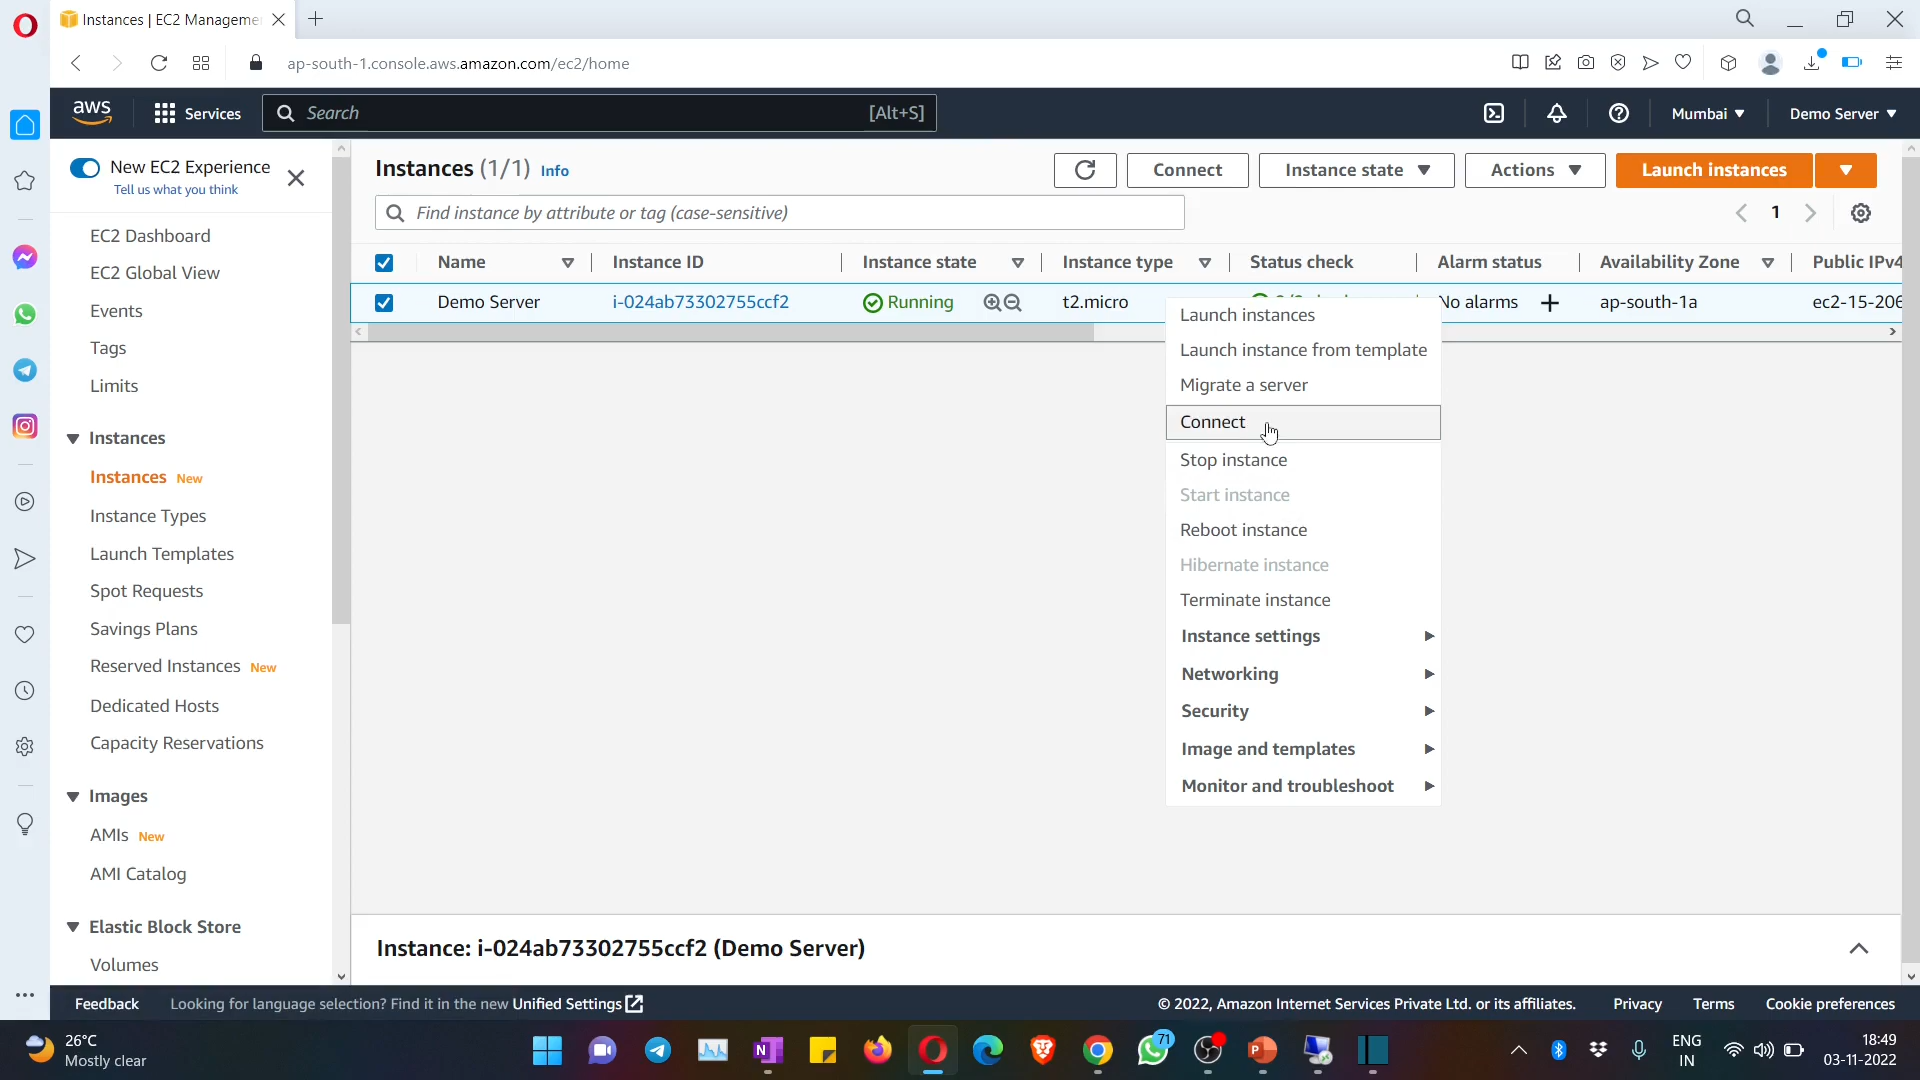 Instances | EC2 Manageme
ap-south-1.console.aws.amazon.com/ec2/home
aws
Services
Search
[Alt+S]
Mumbai
Demo Server
New EC2 Experience
Tell us what you think
EC2 Dashboard
EC2 Global View
Events
Tags
Limits
Instances
Instances New
Instance Types
Launch Templates
Spot Requests
Savings Plans
Reserved Instances New
Dedicated Hosts
Capacity Reservations
Images
AMIs New
AMI Catalog
Elastic Block Store
Volumes
Instances (1/1) Info
Connect
Instance state
Actions
Launch instances
Find instance by attribute or tag (case-sensitive)
1
Name
Instance ID
Instance state
Instance type
Status check
Alarm status
Availability Zone
Public IPv4
Demo Server
i-024ab73302755ccf2
Running
t2.micro
No alarms
ap-south-1a
ec2-15-206
Launch instances
Launch instance from template
Migrate a server
Connect
Stop instance
Start instance
Reboot instance
Hibernate instance
Terminate instance
Instance settings
Networking
Security
Image and templates
Monitor and troubleshoot
Instance: i-024ab73302755ccf2 (Demo Server)
Feedback
Looking for language selection? Find it in the new Unified Settings
© 2022, Amazon Internet Services Private Ltd. or its affiliates.
Privacy
Terms
Cookie preferences
26°C
Mostly clear
71
ENG
IN
18:49
03-11-2022